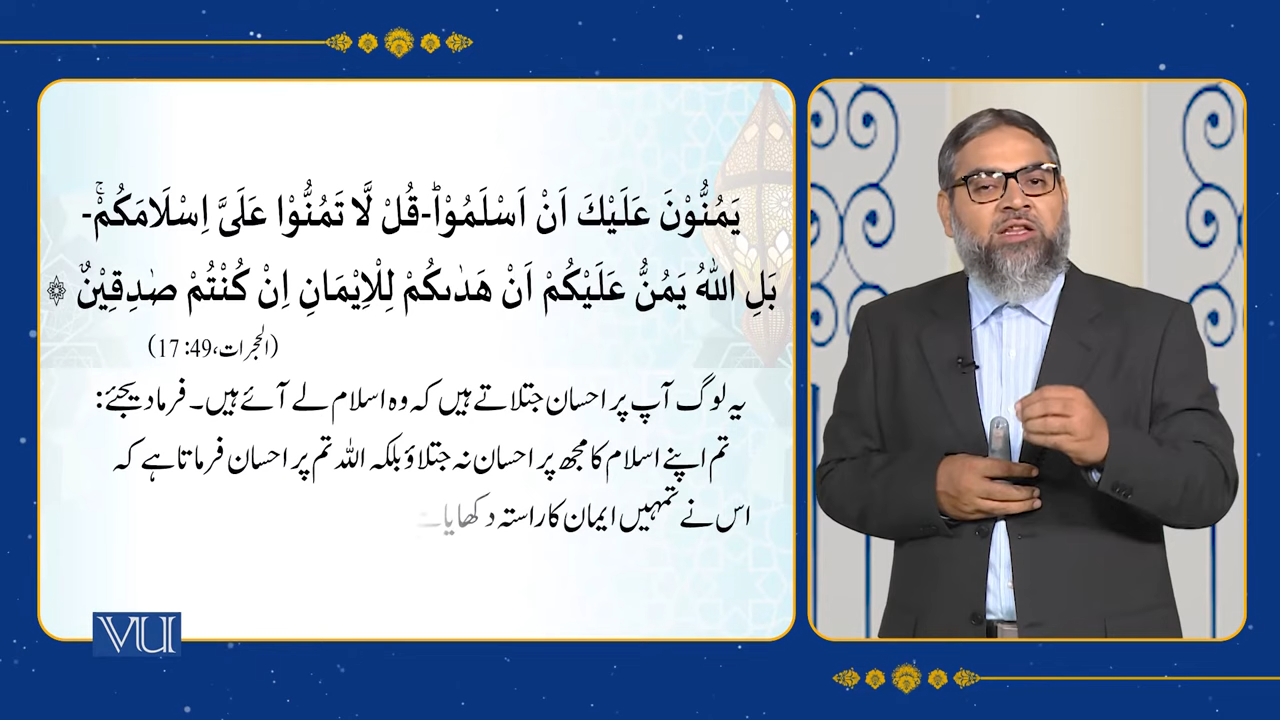 یَمُنُّوْنَ عَلَیْكَ اَنْ اَسْلَمُوْاؕ-قُلْ لَّا تَمُنُّوْا عَلَیَّ اِسْلَامَكُمْۚ-
بَلِ اللّٰهُ یَمُنُّ عَلَیْكُمْ اَنْ هَدٰىكُمْ لِلْاِیْمَانِ اِنْ كُنْتُمْ صٰدِقِیْنٌ
(الحجرات،49: 17)
یہ لوگ آپ پر احسان جتلاتے ہیں کہ وہ اسلام لے آئے ہیں۔ فرما دیجئے:
تم اپنے اسلام کا مجھ پر احسان نہ جتلاؤ بلکہ اللہ تم پر احسان فرماتا ہے کہ
اس نے تمہیں ایمان کا راستہ دکھایا
VU